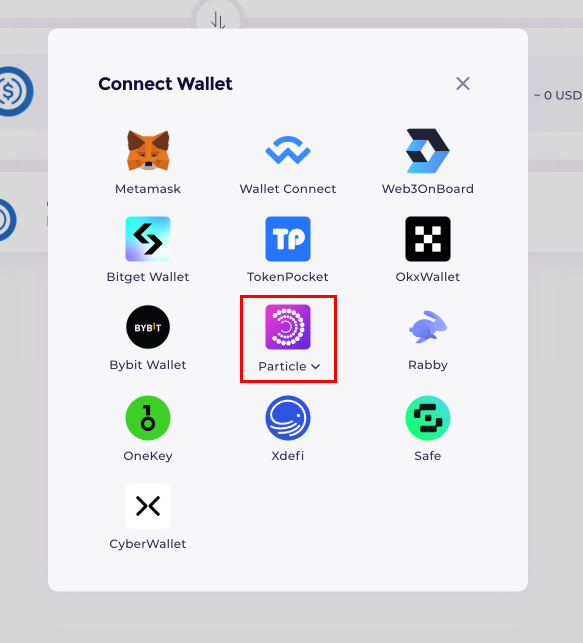 Connect Wallet
~ 0 USD
Metamask
Wallet Connect
Web3OnBoard
TP
Bitget Wallet
TokenPocket
OkxWallet
BYBIT
Bybit Wallet
Particle
Rabby
OneKey
Xdefi
Safe
CyberWallet